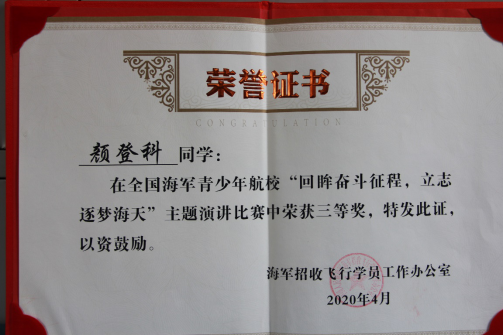 荣誉证书
CONGRATULATION
颜登科 同学：
在全国海军青少年航校“回眸奋斗征程，立志
逐梦海天”主题演讲比赛中荣获三等奖，特发此证，
以资鼓励。
海军招收飞行学员工作办公室
2020年4月